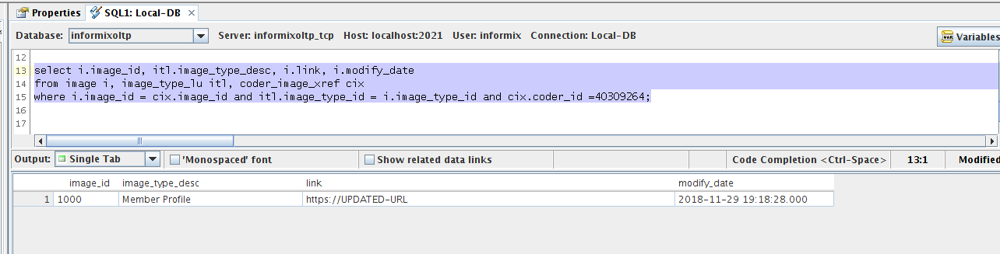 Properties SQL1: Local-DB
Database: informixoltp Server: informixoltp_tcp Host: localhost:2021 User: informix Connection: Local-DB Variables
12
13 select i.image_id, itl.image_type_desc, i.link, i.modify_date
14 from image i, image_type_lu itl, coder_image_xref cix
15 where i.image_id = cix.image_id and itl.image_type_id = i.image_type_id and cix.coder_id =40309264;
16
17
Output: Single Tab 'Monospaced' font Show related data links Code Completion <Ctrl-Space> 13:1 Modified
image_id image_type_desc link modify_date
1 1000 Member Profile https://UPDATED-URL 2018-11-29 19:18:28.000